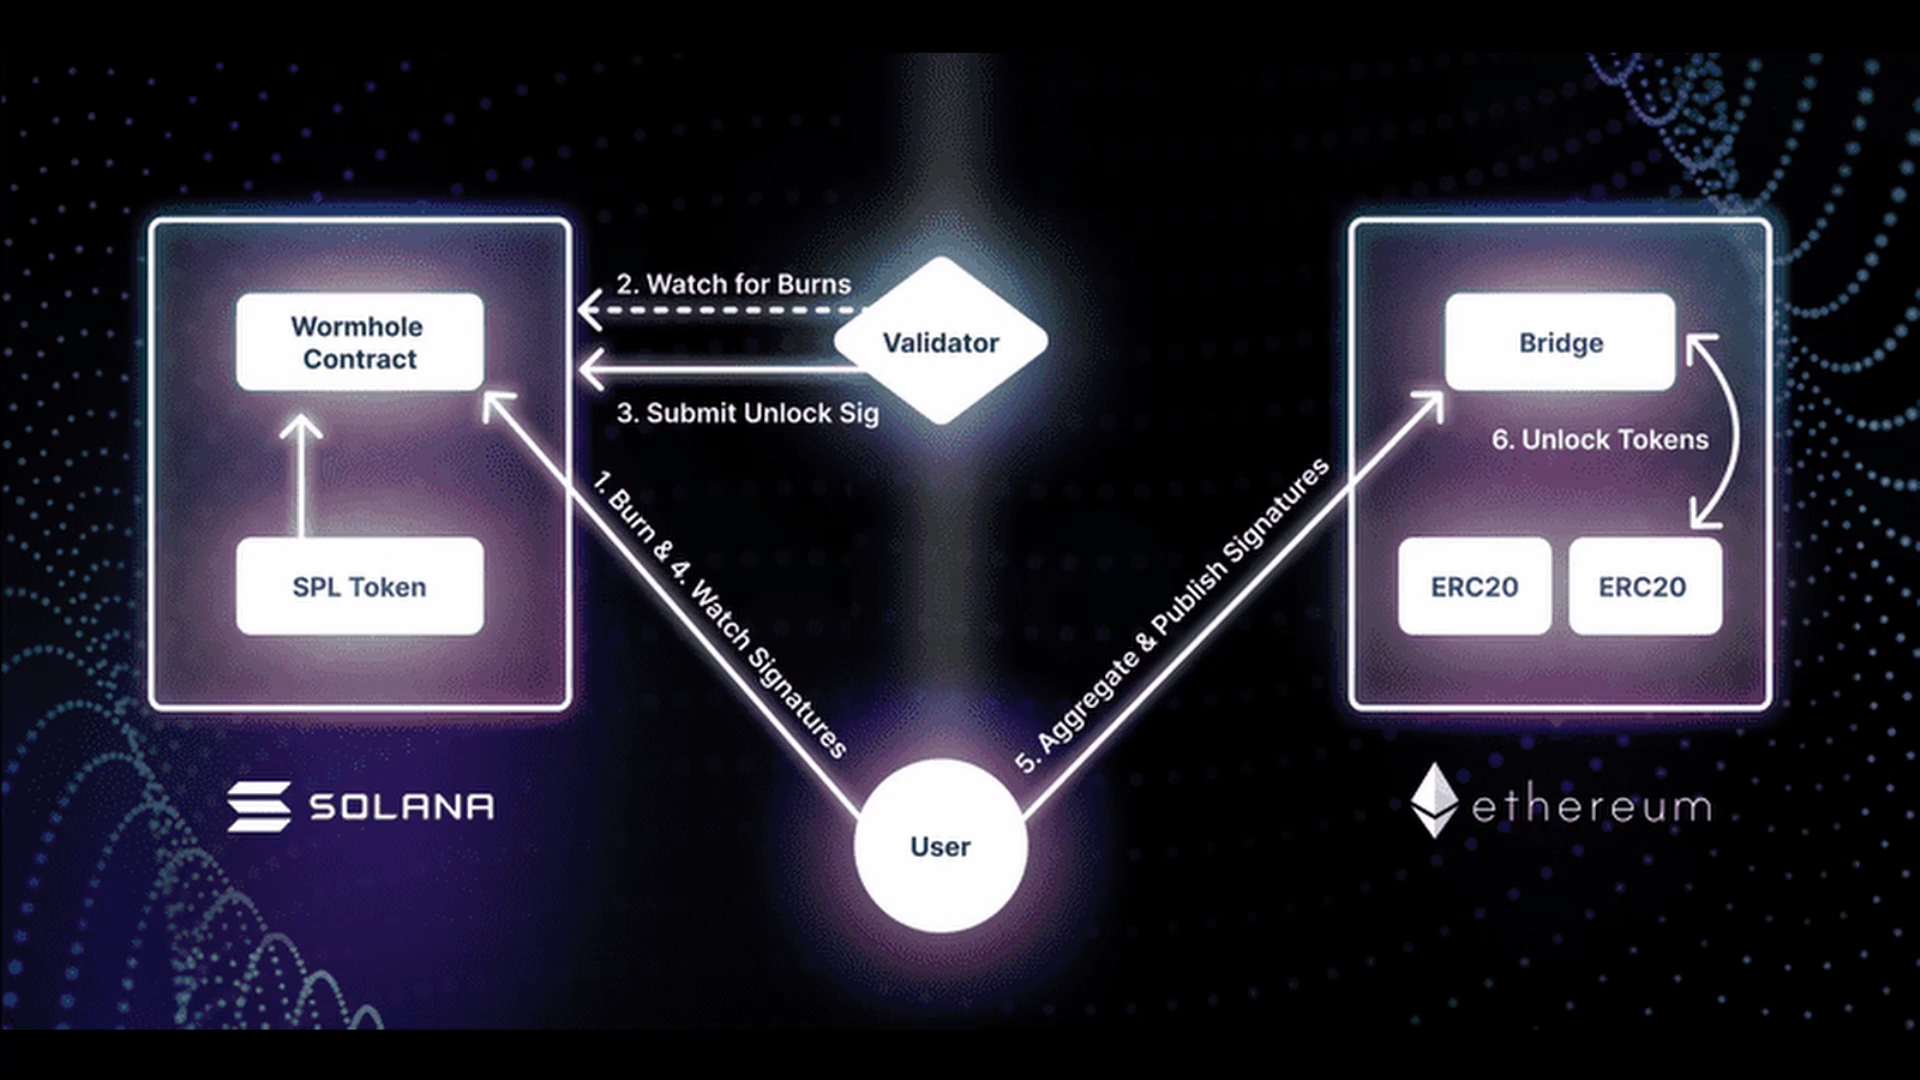 Wormhole
Contract
SPL Token
SOLANA
2. Watch for Burns
Validator
3. Submit Unlock Sig
1. Burn & 4. Watch Signatures
User
5. Aggregate & Publish Signatures
Bridge
6. Unlock Tokens
ERC20
ERC20
ethereum